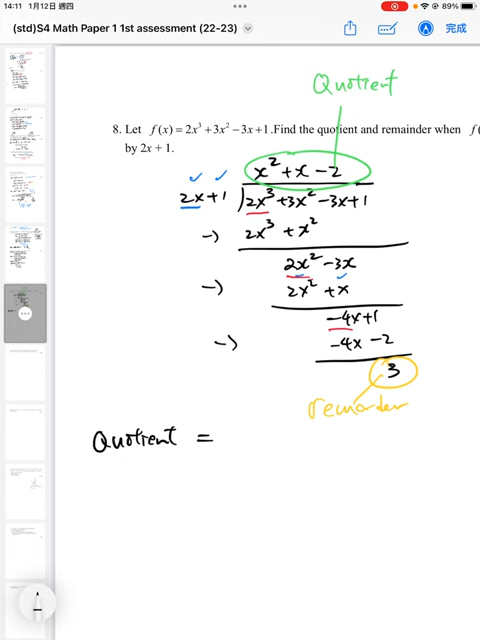 14:11 1月12日 週四
89%
(std)S4 Math Paper 1 1st assessment (22-23)
完成
Quotient
8. Let f(x) = 2x³ +3x² −3x +1 .Find the quotient and remainder when f(
by 2x + 1.
x² + x − 2
2x+1 )2x³ +3x² −3x+1
−) 2x³ + x²
2x² −3x
−) 2x² + x
−4x+1
−) −4x −2
3
remainder
Quotient =